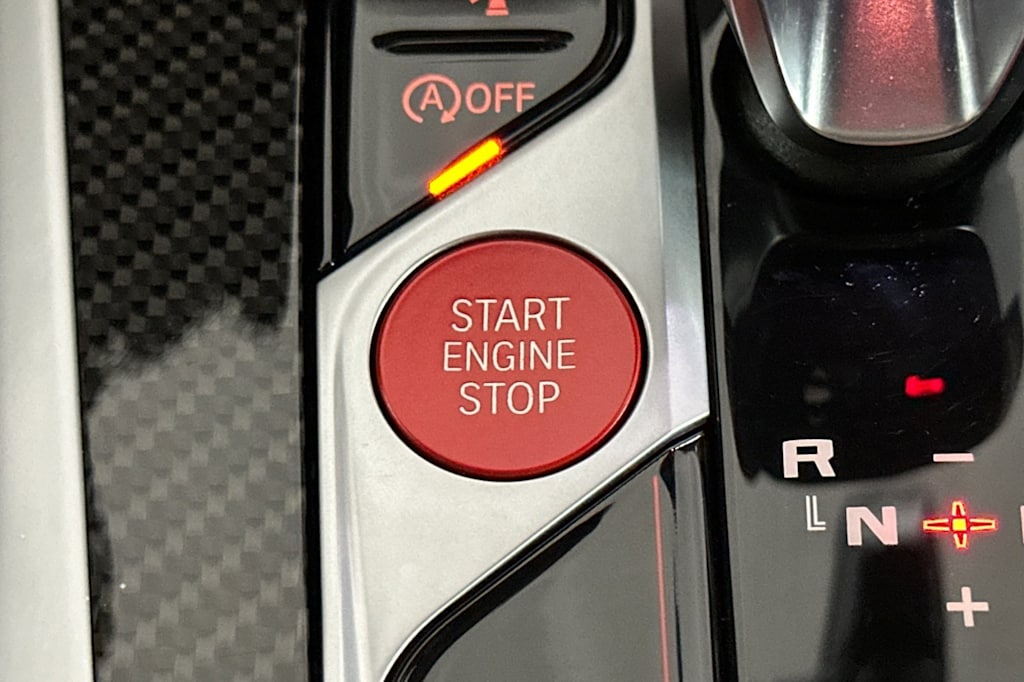 A OFF
START
ENGINE
STOP
R
–
N
+